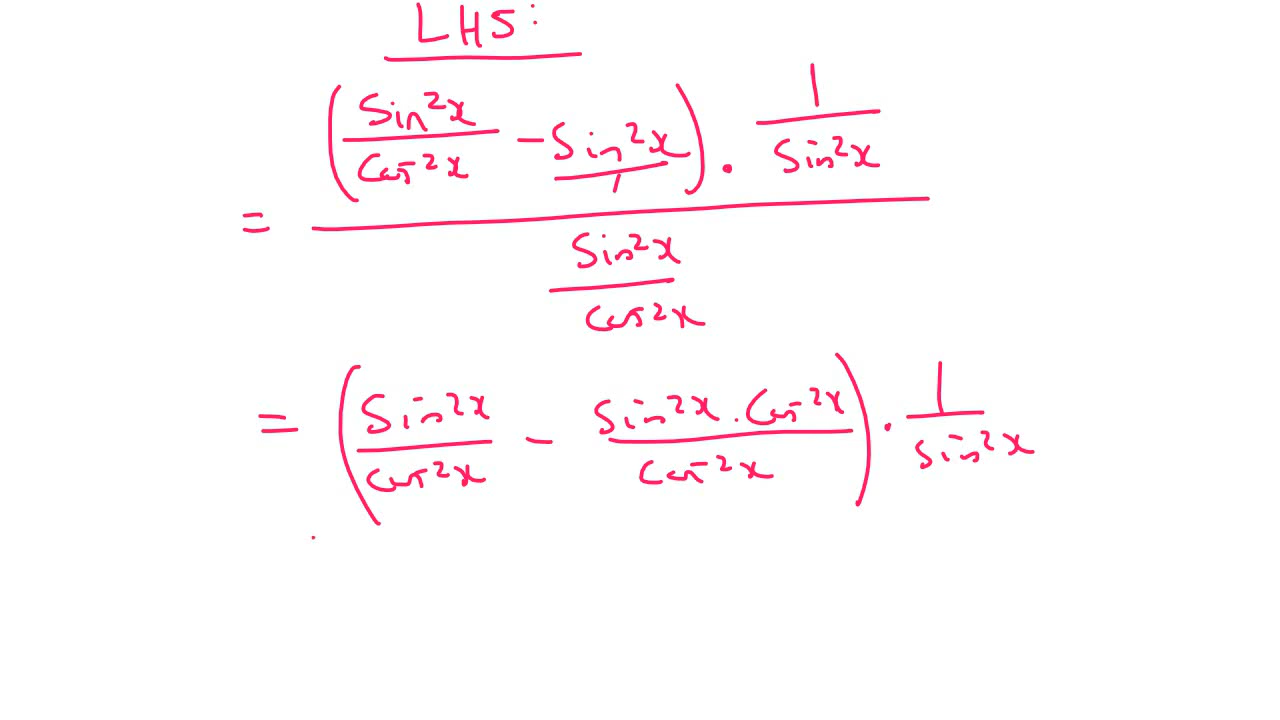 LHS:
= ((Sin²x / Cos²x - Sin²x / 1) . 1 / Sin²x) / (Sin²x / Cos²x)
= (Sin²x / Cos²x - Sin²x . Cos²x / Cos²x) . 1 / Sin²x